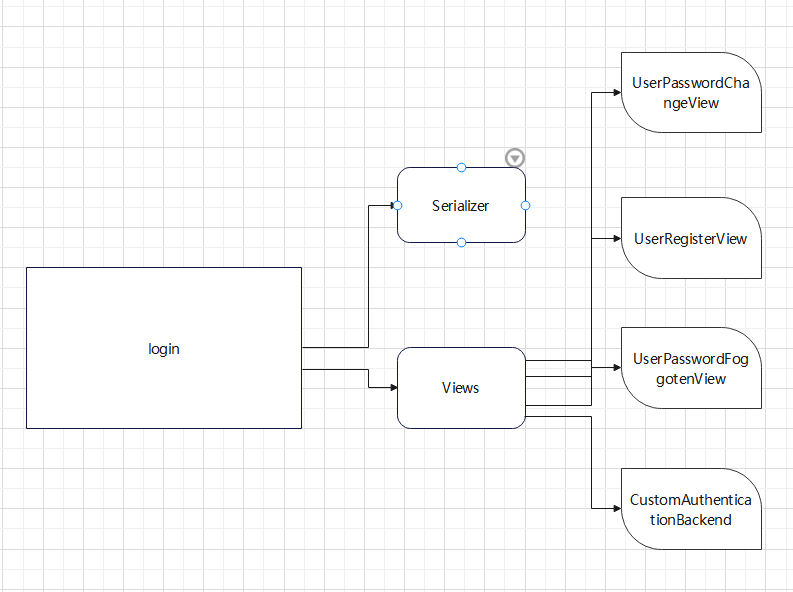 UserPasswordCha
ngeView
Serializer
UserRegisterView
login
UserPasswordFog
gotenView
Views
CustomAuthentica
tionBackend